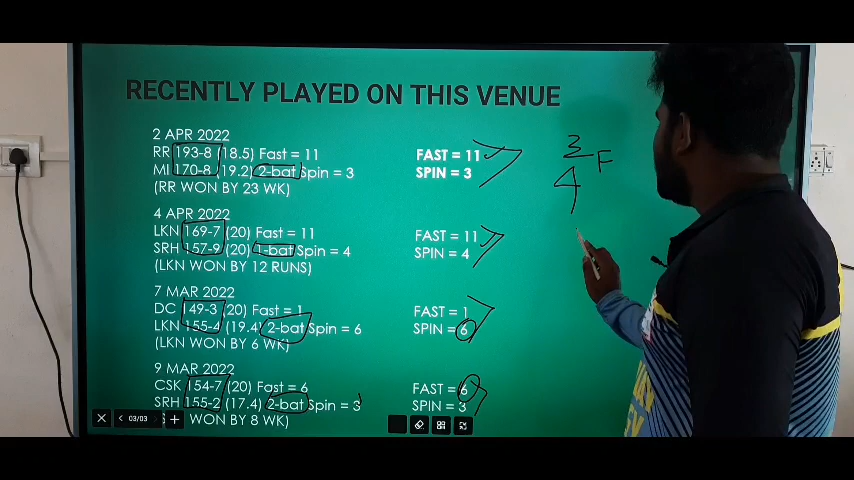 RECENTLY PLAYED ON THIS VENUE
2 APR 2022
RR 193-8 (18.5) Fast = 11
MI 170-8 (19.2) 2-bat Spin = 3
(RR WON BY 23 WK)
FAST = 11
SPIN = 3
4 APR 2022
LKN 169-7 (20) Fast = 11
SRH 157-9 (20) 1-bat Spin = 4
(LKN WON BY 12 RUNS)
FAST = 11
SPIN = 4
7 MAR 2022
DC 149-3 (20) Fast = 1
LKN 155-4 (19.4) 2-bat Spin = 6
(LKN WON BY 6 WK)
FAST = 1
SPIN = 6
9 MAR 2022
CSK 154-7 (20) Fast = 6
SRH 155-2 (17.4) 2-bat Spin = 3
WON BY 8 WK)
FAST = 6
SPIN = 3
3
4 F
03/03